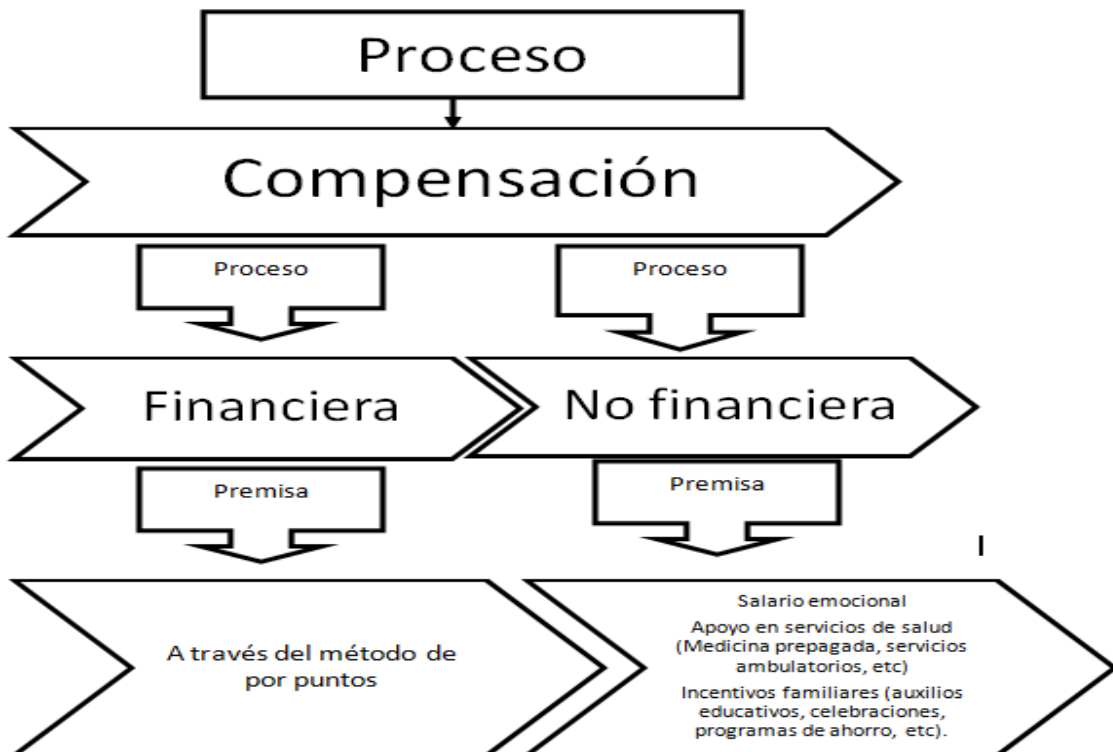 Proceso
Compensación
Proceso
Proceso
Financiera
No financiera
Premisa
Premisa
A través del método de
por puntos
Salario emocional
Apoyo en servicios de salud
(Medicina prepagada, servicios
ambulatorios, etc)
Incentivos familiares (auxilios
educativos, celebraciones,
programas de ahorro, etc).